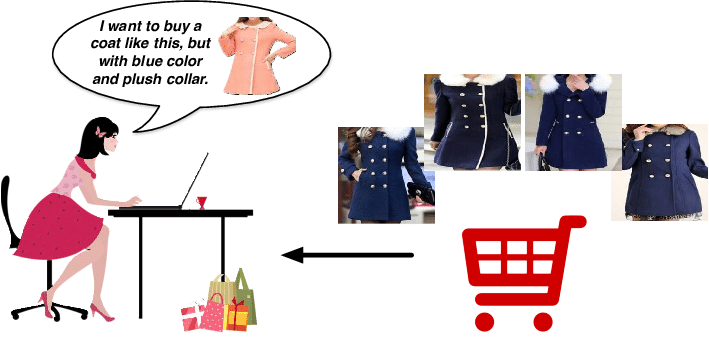 I want to buy a
coat like this, but
with blue color
and plush collar.